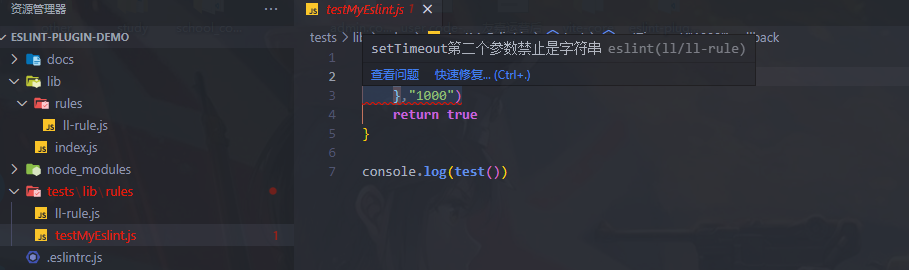 资源管理器
ESLINT-PLUGIN-DEMO
docs
lib
rules
ll-rule.js
index.js
node_modules
tests\lib\rules
ll-rule.js
testMyEslint.js 1
.eslintrc.js
testMyEslint.js 1
tests
setTimeout第二个参数禁止是字符串 eslint(ll/ll-rule)
查看问题 快速修复... (Ctrl+.)
1
2
3 },"1000")
4 return true
5 }
6
7 console.log(test())